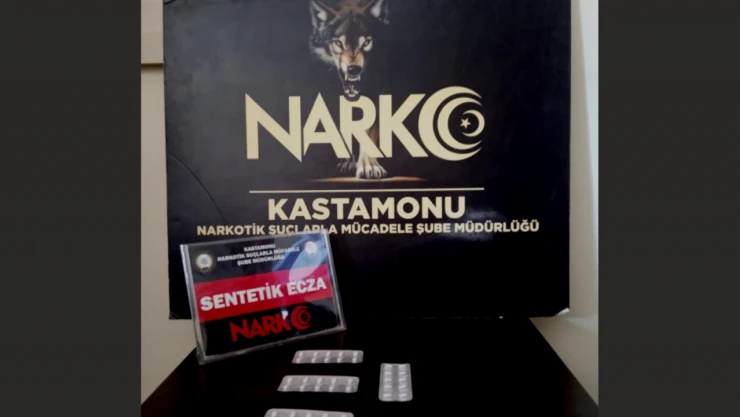 NARKO
KASTAMONU
NARKOTİK SUÇLARLA MÜCADELE ŞUBE MÜDÜRLÜĞÜ
KASTAMONU
NARKOTİK SUÇLARLA MÜCADELE
ŞUBE MÜDÜRLÜĞÜ
SENTETİK ECZA
NARKO